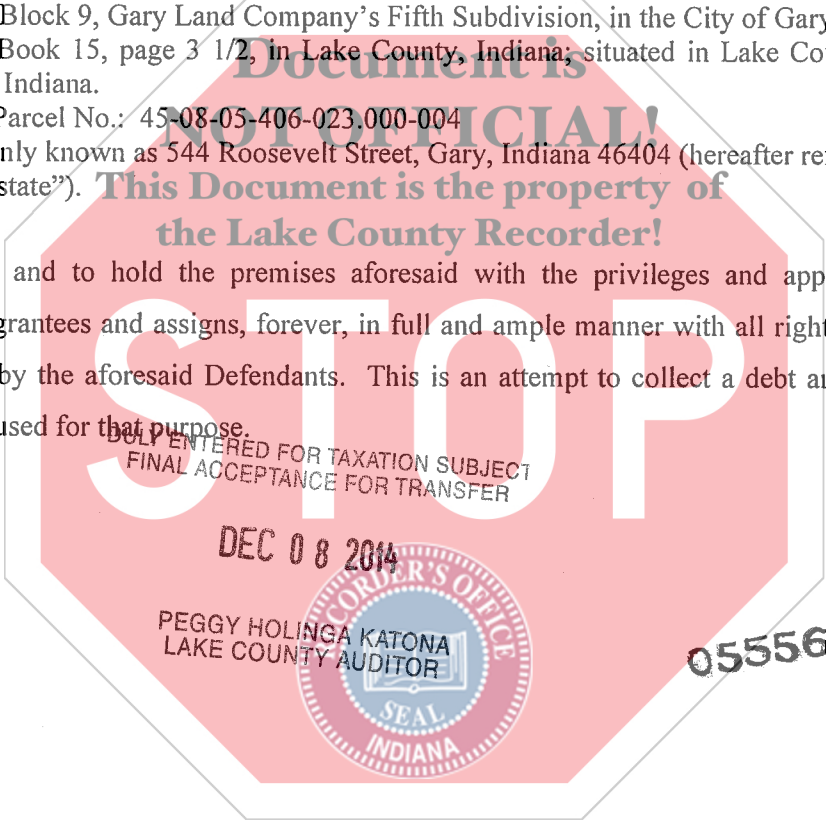 Block 9, Gary Land Company's Fifth Subdivision, in the City of Gary
Book 15, page 3 1/2, in Lake County, Indiana; situated in Lake Co
Indiana.
Parcel No.: 45-08-05-406-023.000-004
nly known as 544 Roosevelt Street, Gary, Indiana 46404 (hereafter re
state").
Document is
NOT OFFICIAL!
This Document is the property of
the Lake County Recorder!
and to hold the premises aforesaid with the privileges and app
grantees and assigns, forever, in full and ample manner with all right
by the aforesaid Defendants. This is an attempt to collect a debt a
used for that purpose.
STOP
DULY ENTERED FOR TAXATION SUBJECT
FINAL ACCEPTANCE FOR TRANSFER
DEC 08 2014
PEGGY HOLINGA KATONA
LAKE COUNTY AUDITOR
RECORDER'S OFFICE
SEAL
INDIANA
05556